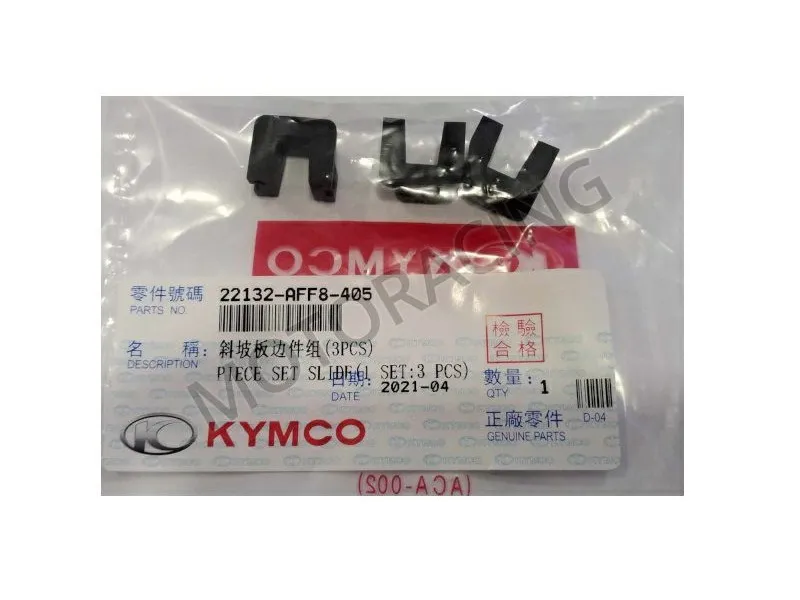 KYMCO
零件號碼 22132-AFF8-405
PARTS NO.
名 稱: 斜坡板边件组(3PCS)
DESCRIPTION PIECE SET SLIDE(1 SET:3 PCS)
檢驗
合格
日期: 2021-04
DATE
數量: 1
QTY
D-04
KYMCO
正廠零件
GENUINE PARTS
(ACA-002)
MOTORACING